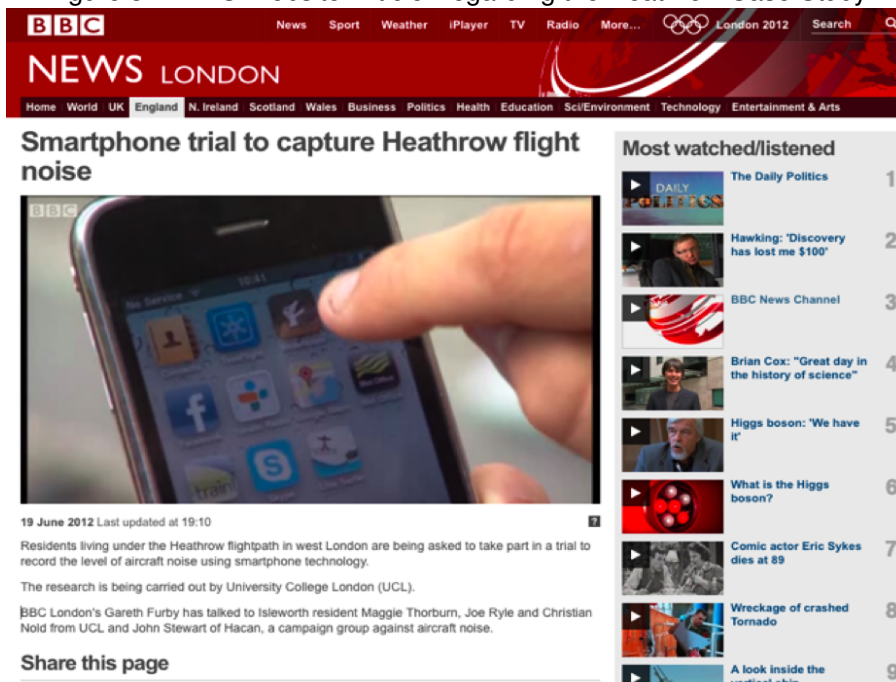 BBC
News Sport Weather iPlayer TV Radio More... London 2012 Search
NEWS LONDON
Home World UK England N. Ireland Scotland Wales Business Politics Health Education Sci/Environment Technology Entertainment & Arts
Smartphone trial to capture Heathrow flight
noise
BBC
No Service 10:41
Skype
19 June 2012 Last updated at 19:10
?
Residents living under the Heathrow flightpath in west London are being asked to take part in a trial to
record the level of aircraft noise using smartphone technology.
The research is being carried out by University College London (UCL).
BBC London's Gareth Furby has talked to Isleworth resident Maggie Thorburn, Joe Ryle and Christian
Nold from UCL and John Stewart of Hacan, a campaign group against aircraft noise.
Share this page
Most watched/listened
DAILY
POLITICS
The Daily Politics
1
Hawking: 'Discovery
has lost me $100'
2
BBC News Channel
3
Brian Cox: "Great day in
the history of science"
4
Higgs boson: 'We have
it'
5
What is the Higgs
boson?
6
Comic actor Eric Sykes
dies at 89
7
Wreckage of crashed
Tornado
8
A look inside the
9